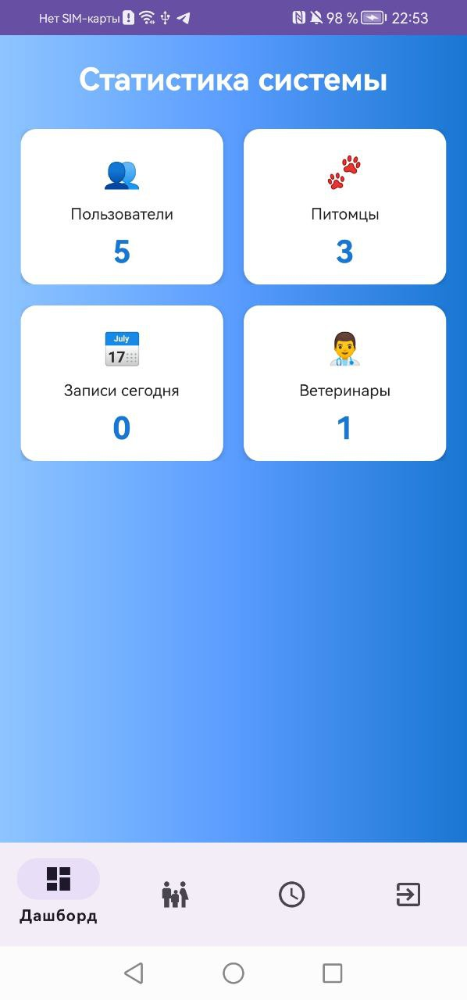 Нет SIM-карты 98 % 22:53
Статистика системы
Пользователи
5
Питомцы
3
July
17
Записи сегодня
0
Ветеринары
1
Дашборд